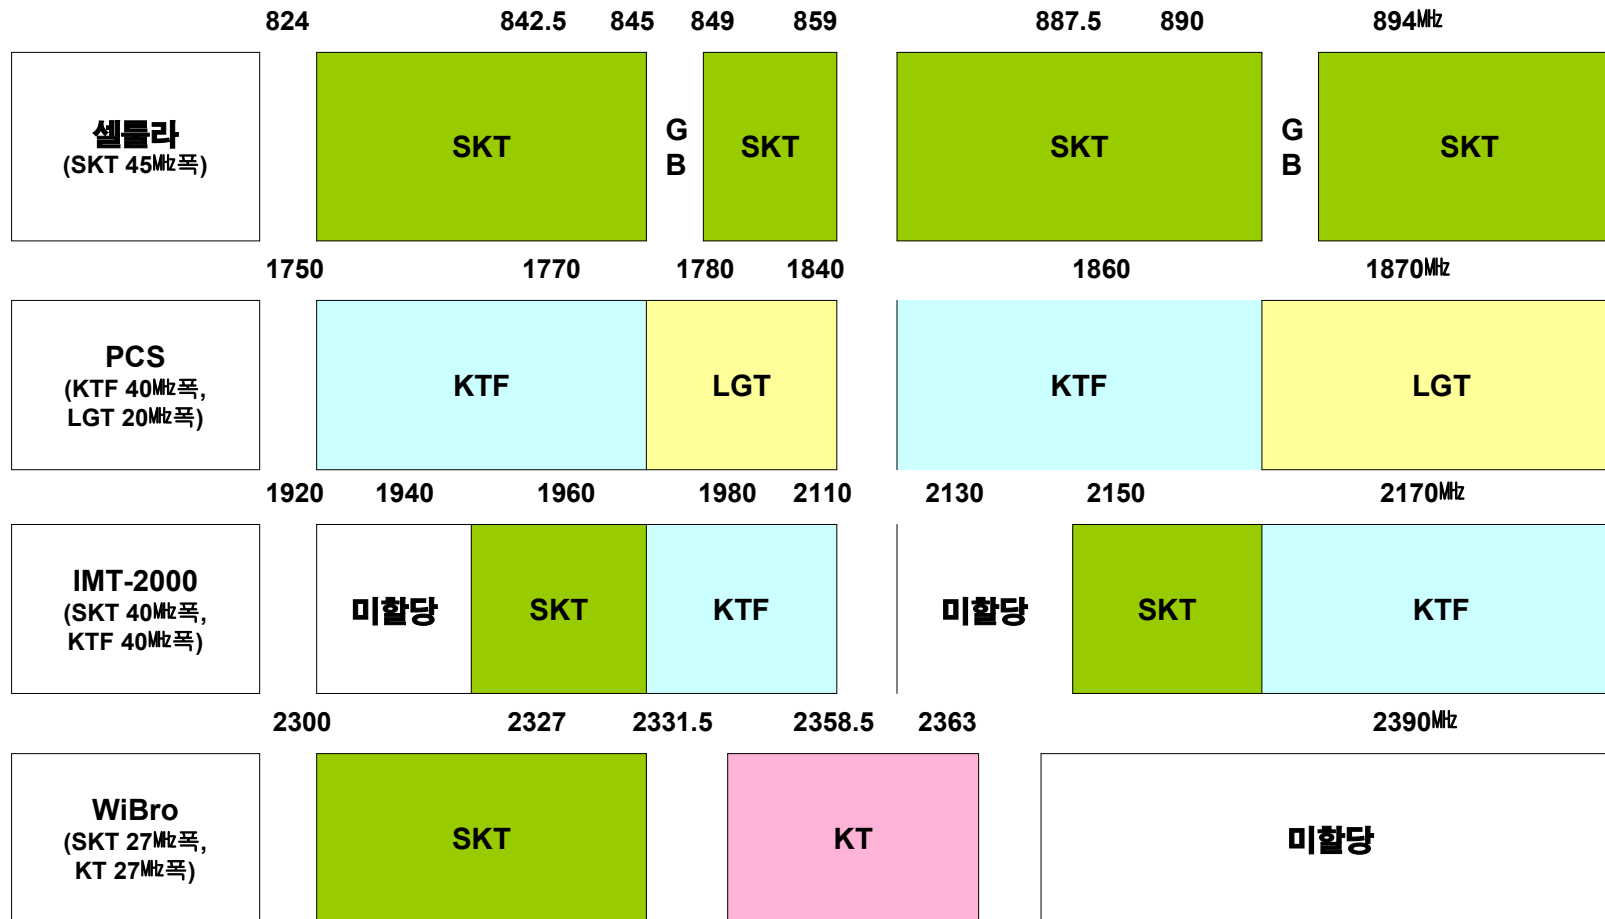 824 842.5 845 849 859 887.5 890 894㎒
셀룰라
(SKT 45㎒폭)
SKT
G
B
SKT
SKT
G
B
SKT
1750 1770 1780 1840 1860 1870㎒
PCS
(KTF 40㎒폭,
LGT 20㎒폭)
KTF
LGT
KTF
LGT
1920 1940 1960 1980 2110 2130 2150 2170㎒
IMT-2000
(SKT 40㎒폭,
KTF 40㎒폭)
미할당
SKT
KTF
미할당
SKT
KTF
2300 2327 2331.5 2358.5 2363 2390㎒
WiBro
(SKT 27㎒폭,
KT 27㎒폭)
SKT
KT
미할당